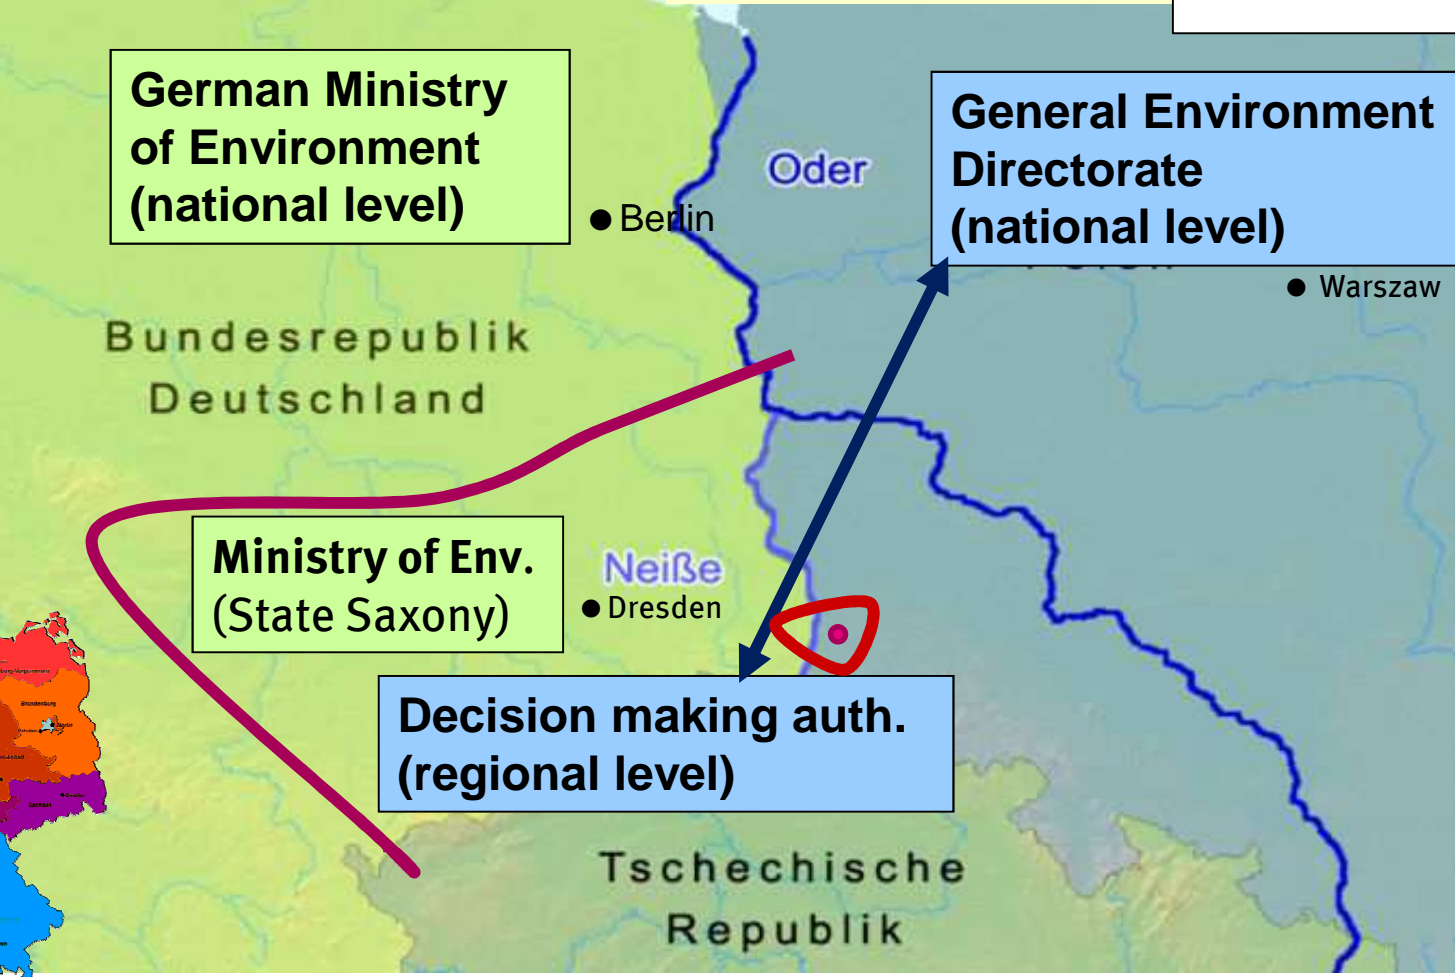 German Ministry
of Environment
(national level)
General Environment
Directorate
(national level)
Oder
Berlin
Warszaw
Bundesrepublik
Deutschland
Ministry of Env.
(State Saxony)
Neiße
Dresden
Decision making auth.
(regional level)
Tschechische
Republik
Brandenburg